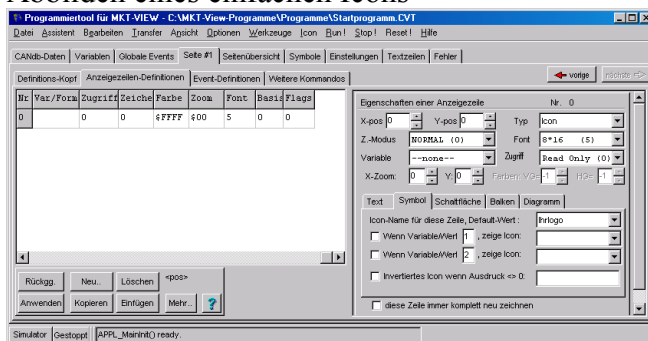 Abbilden eines einfachen Icons
Programmiertool für MKT-VIEW - C:\MKT-View-Programme\Programme\Startprogramm.CVT
Datei Assistent Bearbeiten Transfer Ansicht Optionen Werkzeuge Icon Run! Stop! Reset! Hilfe
CANdb-Daten Variablen Globale Events Seite #1 Seitenübersicht Symbole Einstellungen Textzeilen Fehler
Definitions-Kopf Anzeigezeilen-Definitionen Event-Definitionen Weitere Kommandos vorige nächste
Nr Var/Form Zugriff Zeiche Farbe Zoom Font Basis Flags
0 0 0 $FFFF $00 5 0 0
Eigenschaften einer Anzeigezeile Nr. 0
X-pos 0 Y-pos 0 Typ Icon
Z.-Modus NORMAL (0) Font 8*16 (5)
Variable --none-- Zugriff Read Only (0)
X-Zoom: 0 Y: 0 Farben: VG= -1 HG= -1
Text Symbol Schaltfläche Balken Diagramm
Icon-Name für diese Zeile, Default-Wert : Ihrlogo
Wenn Variable/Wert 1 , zeige Icon:
Wenn Variable/Wert 2 , zeige Icon:
Invertiertes Icon wenn Ausdruck <> 0:
diese Zeile immer komplett neu zeichnen
Rückgg. Neu.. Löschen <pos>
Anwenden Kopieren Einfügen Mehr.. ?
Simulator Gestoppt APPL_MainInit() ready.